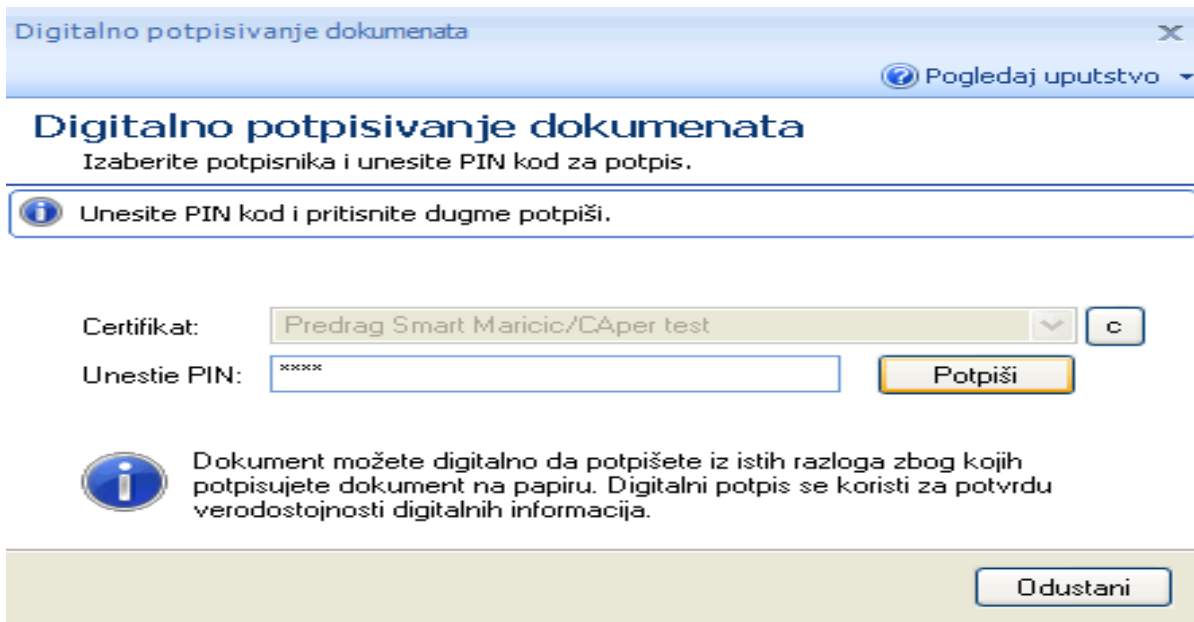 Digitalno potpisivanje dokumenata
Pogledaj uputstvo
Digitalno potpisivanje dokumenata
Izaberite potpisnika i unesite PIN kod za potpis.
Unesite PIN kod i pritisnite dugme potpiši.
Certifikat: Predrag Smart Maricic/CAper test c
Unestie PIN: **** Potpiši
Dokument možete digitalno da potpišete iz istih razloga zbog kojih
potpisujete dokument na papiru. Digitalni potpis se koristi za potvrdu
verodostojnosti digitalnih informacija.
Odustani